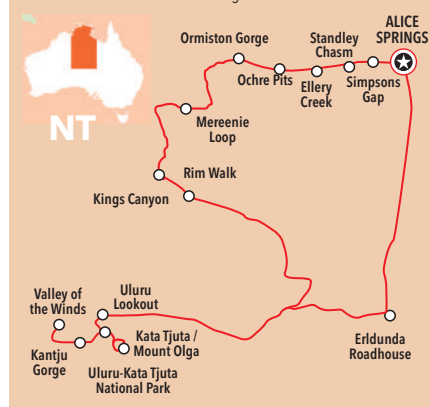 ALICE
SPRINGS
Standley
Chasm
Ormiston Gorge
Ochre Pits
Ellery
Creek
Simpsons
Gap
NT
Mereenie
Loop
Rim Walk
Kings Canyon
Valley of
the Winds
Uluru
Lookout
Kata Tjuta /
Mount Olga
Kantju
Gorge
Uluru-Kata Tjuta
National Park
Erldunda
Roadhouse